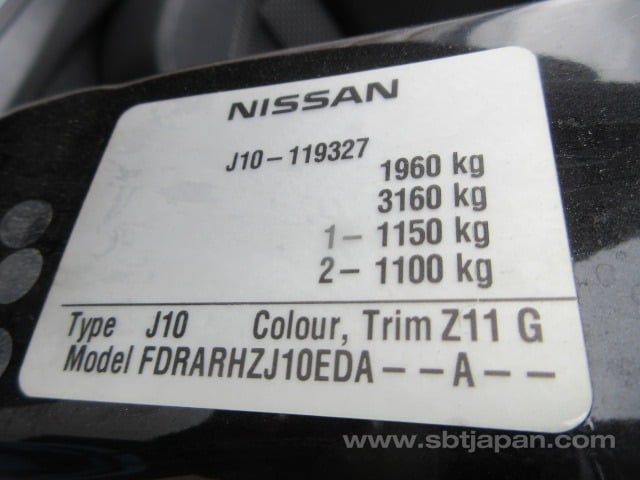 NISSAN
J10-119327
1960 kg
3160 kg
1- 1150 kg
2- 1100 kg
Type J10 Colour, Trim Z11 G
Model FDRARHZJ10EDA--A--
www.sbtjapan.com